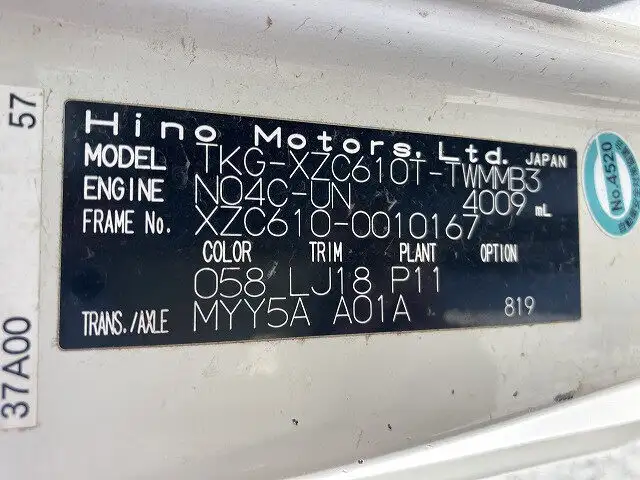 Hino Motors, Ltd. JAPAN
MODEL TKG-XZC610T-TWMMB3
ENGINE N04C-UN 4009 mL
FRAME No. XZC610-0010167
COLOR TRIM PLANT OPTION
058 LJ18 P11
TRANS./AXLE MYY5A A01A 819
37A00 57
No.4520